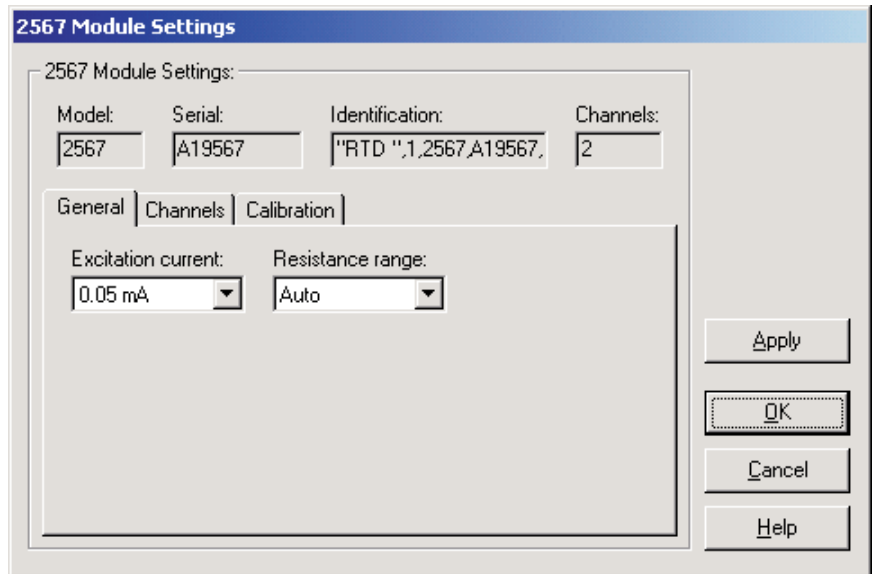 2567 Module Settings
2567 Module Settings:
Model: Serial: Identification: Channels:
2567 A19567 "RTD ",1,2567,A19567, 2
General Channels Calibration
Excitation current: Resistance range:
0.05 mA Auto
Apply
OK
Cancel
Help